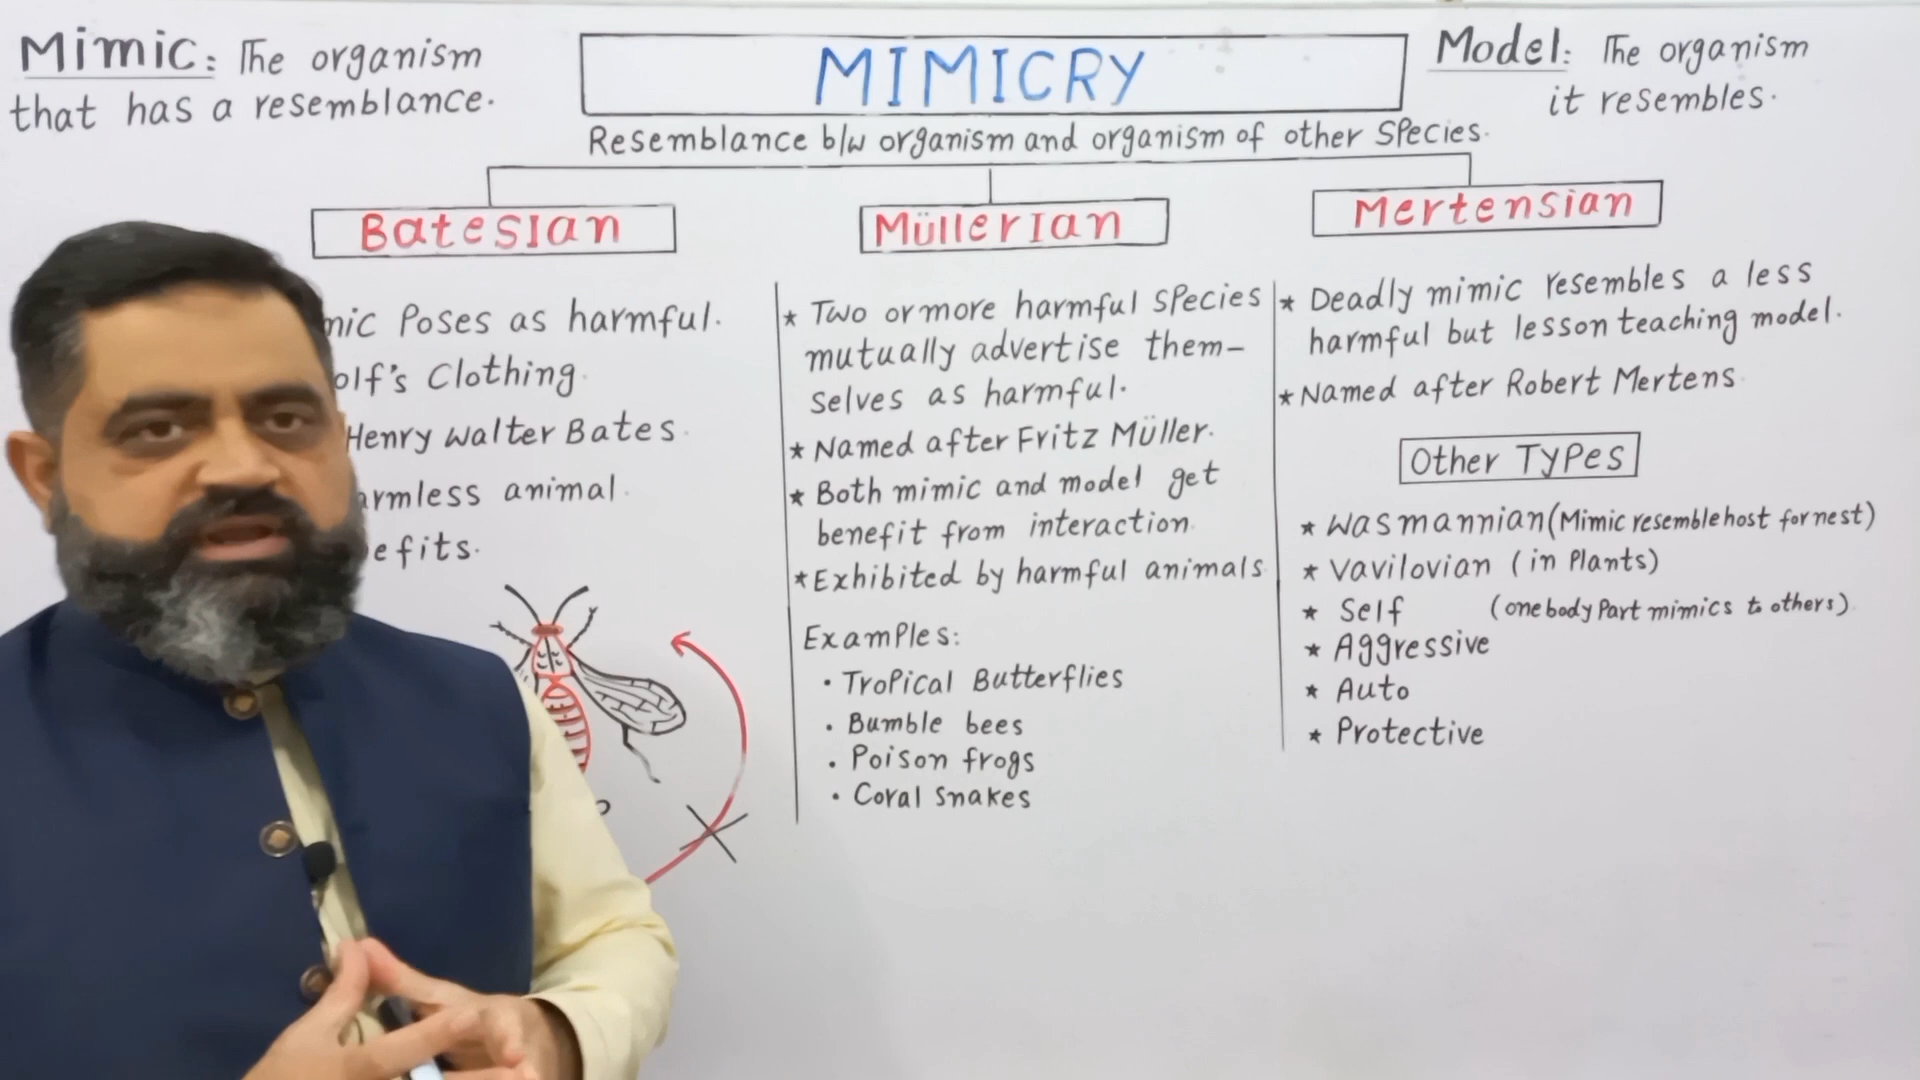 Mimic: The organism
that has a resemblance.
MIMICRY
Resemblance b/w organism and organism of other Species.
Model: The organism
it resembles.
Batesian
Poses as harmful.
Clothing.
Henry Walter Bates.
animal.
Müllerian
* Two or more harmful Species
mutually advertise them-
selves as harmful.
* Named after Fritz Müller.
* Both mimic and model get
benefit from interaction.
* Exhibited by harmful animals.
Examples:
• Tropical Butterflies
• Bumble bees
• Poison frogs
• Coral Snakes
Mertensian
* Deadly mimic resembles a less
harmful but lesson teaching model.
* Named after Robert Mertens.
Other Types
* Wasmannian (Mimic resemble host for nest)
* Vavilovian (in Plants)
* Self (one body Part mimics to others).
* Aggressive
* Auto
* Protective